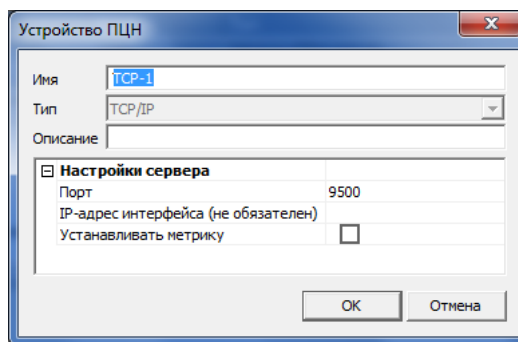 Устройство ПЦН
Имя TCP-1
Тип TCP/IP
Описание
Настройки сервера
Порт 9500
IP-адрес интерфейса (не обязателен)
Устанавливать метрику
OK Отмена